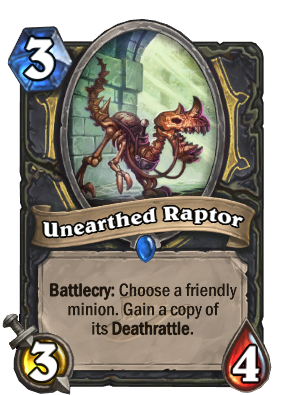 3
Unearthed Raptor
Battlecry: Choose a friendly
minion. Gain a copy of
its Deathrattle.
3
4